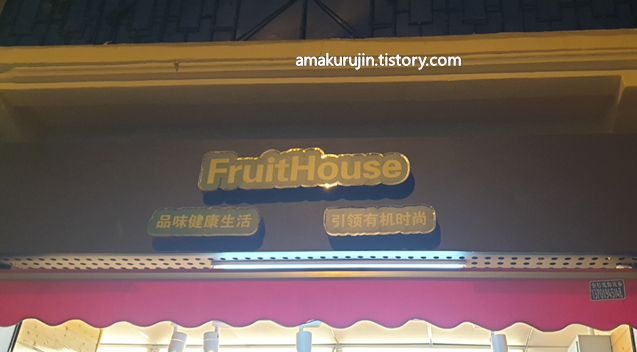 amakurujin.tistory.com
FruitHouse
品味健康生活
引领有机时尚